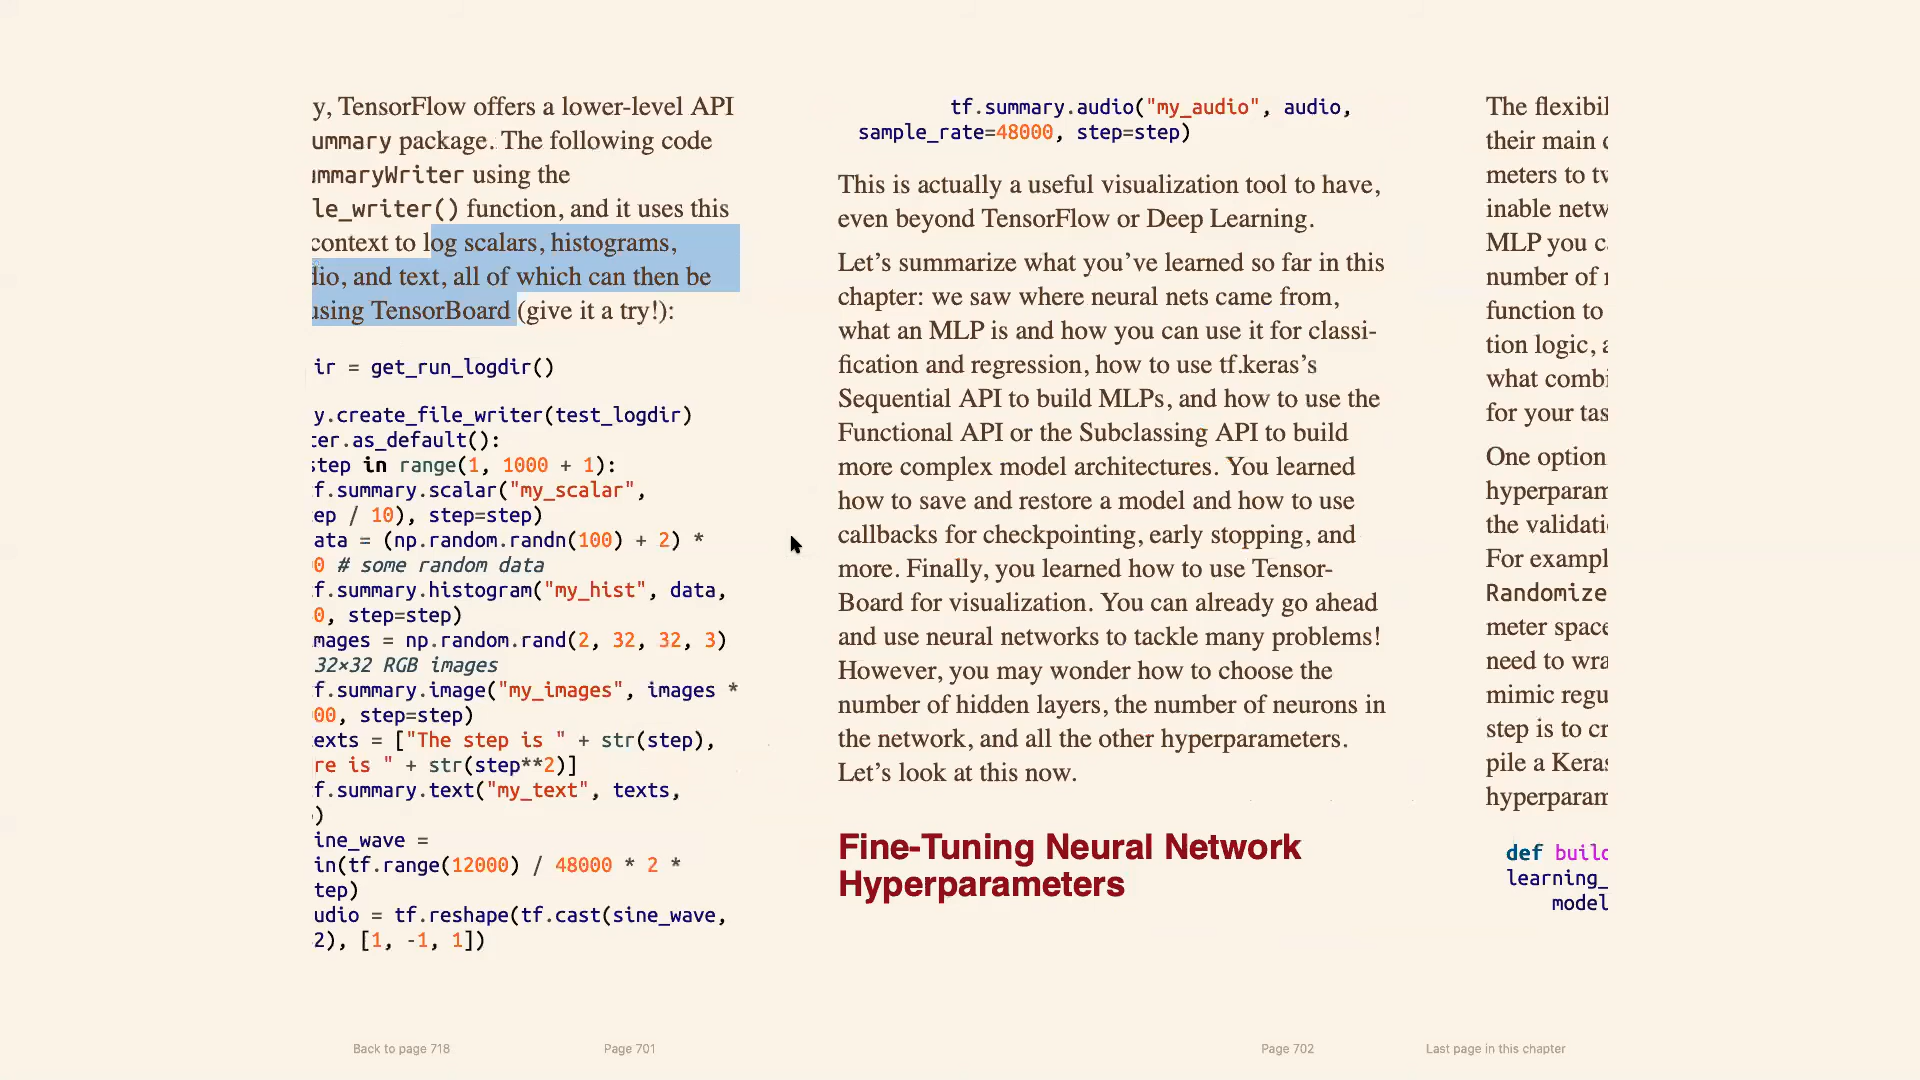 y, TensorFlow offers a lower-level API
ummary package. The following code
mmaryWriter using the
le_writer() function, and it uses this
context to log scalars, histograms,
dio, and text, all of which can then be
using TensorBoard (give it a try!):
ir = get_run_logdir()
y.create_file_writer(test_logdir)
ter.as_default():
step in range(1, 1000 + 1):
f.summary.scalar("my_scalar",
ep / 10), step=step)
ata = (np.random.randn(100) + 2) *
0 # some random data
f.summary.histogram("my_hist", data,
0, step=step)
mages = np.random.rand(2, 32, 32, 3)
32×32 RGB images
f.summary.image("my_images", images *
00, step=step)
exts = ["The step is " + str(step),
re is " + str(step**2)]
f.summary.text("my_text", texts,
)
ine_wave =
in(tf.range(12000) / 48000 * 2 *
tep)
udio = tf.reshape(tf.cast(sine_wave,
2), [1, -1, 1])
tf.summary.audio("my_audio", audio,
sample_rate=48000, step=step)
This is actually a useful visualization tool to have,
even beyond TensorFlow or Deep Learning.
Let’s summarize what you’ve learned so far in this
chapter: we saw where neural nets came from,
what an MLP is and how you can use it for classi-
fication and regression, how to use tf.keras’s
Sequential API to build MLPs, and how to use the
Functional API or the Subclassing API to build
more complex model architectures. You learned
how to save and restore a model and how to use
callbacks for checkpointing, early stopping, and
more. Finally, you learned how to use Tensor-
Board for visualization. You can already go ahead
and use neural networks to tackle many problems!
However, you may wonder how to choose the
number of hidden layers, the number of neurons in
the network, and all the other hyperparameters.
Let’s look at this now.
Fine-Tuning Neural Network
Hyperparameters
The flexibil
their main
meters to tw
inable netw
MLP you ca
number of
function to
tion logic,
what combi
for your tas
One option
hyperparam
the validati
For exampl
Randomize
meter space
need to wra
mimic regu
step is to cr
pile a Keras
hyperparam
def build
learning_
model
Back to page 718
Page 701
Page 702
Last page in this chapter